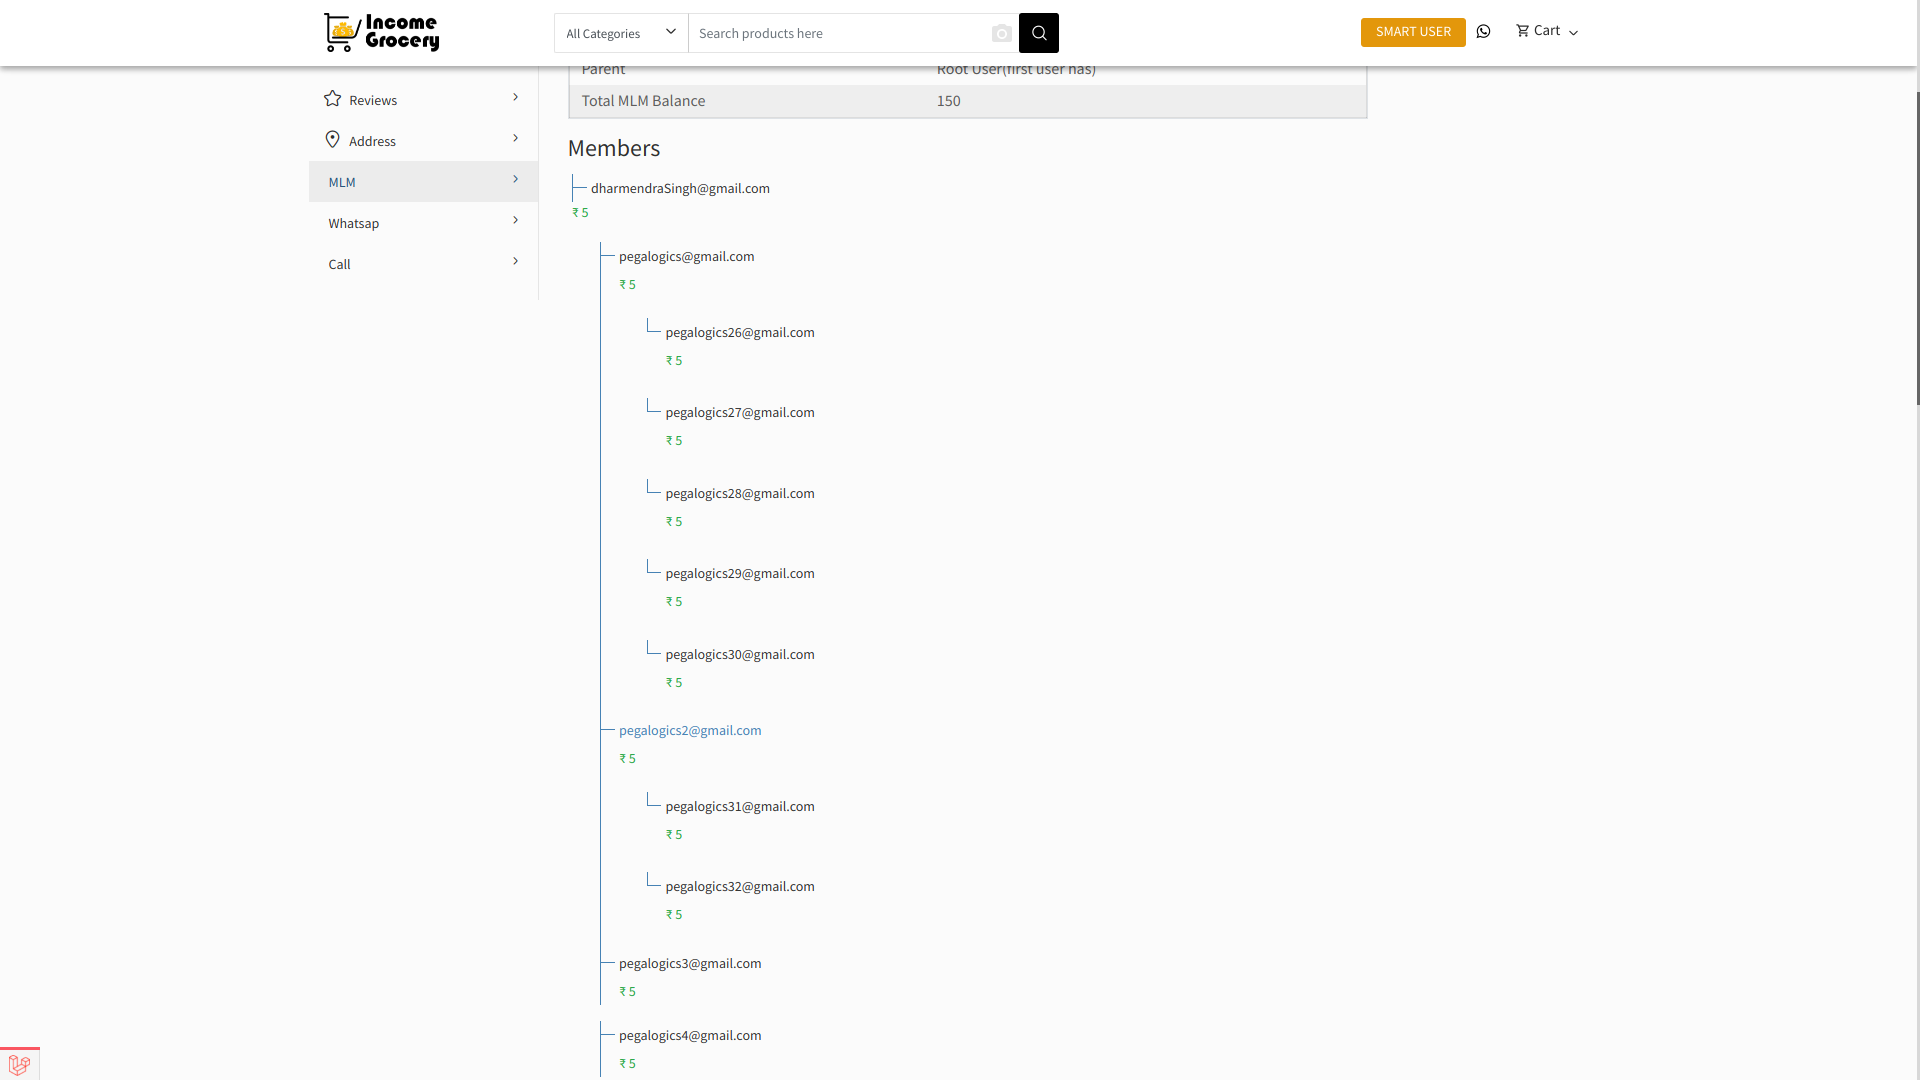 Income
Grocery
All Categories
Search products here
SMART USER
Cart
Parent
Root User(first user has)
Total MLM Balance
150
Reviews
Address
MLM
Whatsap
Call
Members
dharmendraSingh@gmail.com
₹ 5
pegalogics@gmail.com
₹ 5
pegalogics26@gmail.com
₹ 5
pegalogics27@gmail.com
₹ 5
pegalogics28@gmail.com
₹ 5
pegalogics29@gmail.com
₹ 5
pegalogics30@gmail.com
₹ 5
pegalogics2@gmail.com
₹ 5
pegalogics31@gmail.com
₹ 5
pegalogics32@gmail.com
₹ 5
pegalogics3@gmail.com
₹ 5
pegalogics4@gmail.com
₹ 5